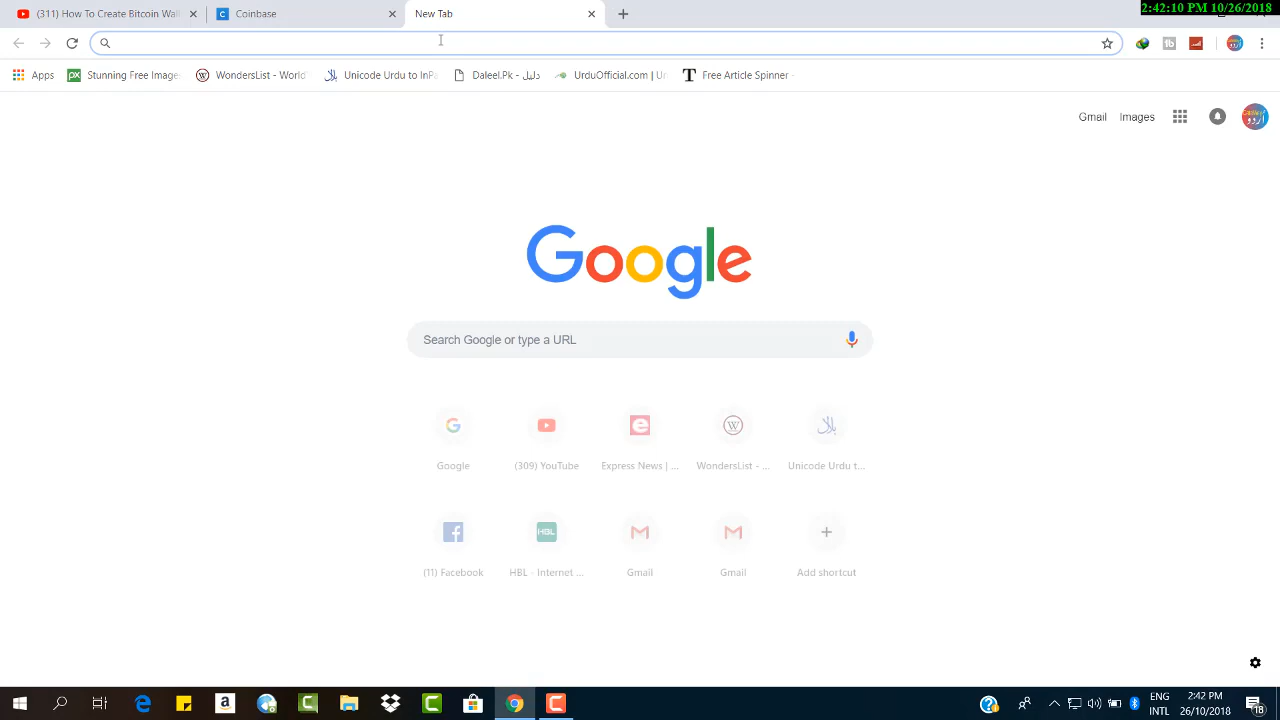 2:42:10 PM 10/26/2018
(311) How To Create Bitcoin Wall
Coinbase
New Tab
Apps
Stunning Free Image
WondersList - World
Unicode Urdu to InPa
Daleel.Pk - دلیل
UrduOfficial.com | Ur
Free Article Spinner -
Gmail
Images
اُردُو
Google
Search Google or type a URL
Google
(309) YouTube
Express News | ...
WondersList - ...
Unicode Urdu t...
HBL
(11) Facebook
HBL - Internet ...
Gmail
Gmail
Add shortcut
ENG
2:42 PM
INTL
26/10/2018
18